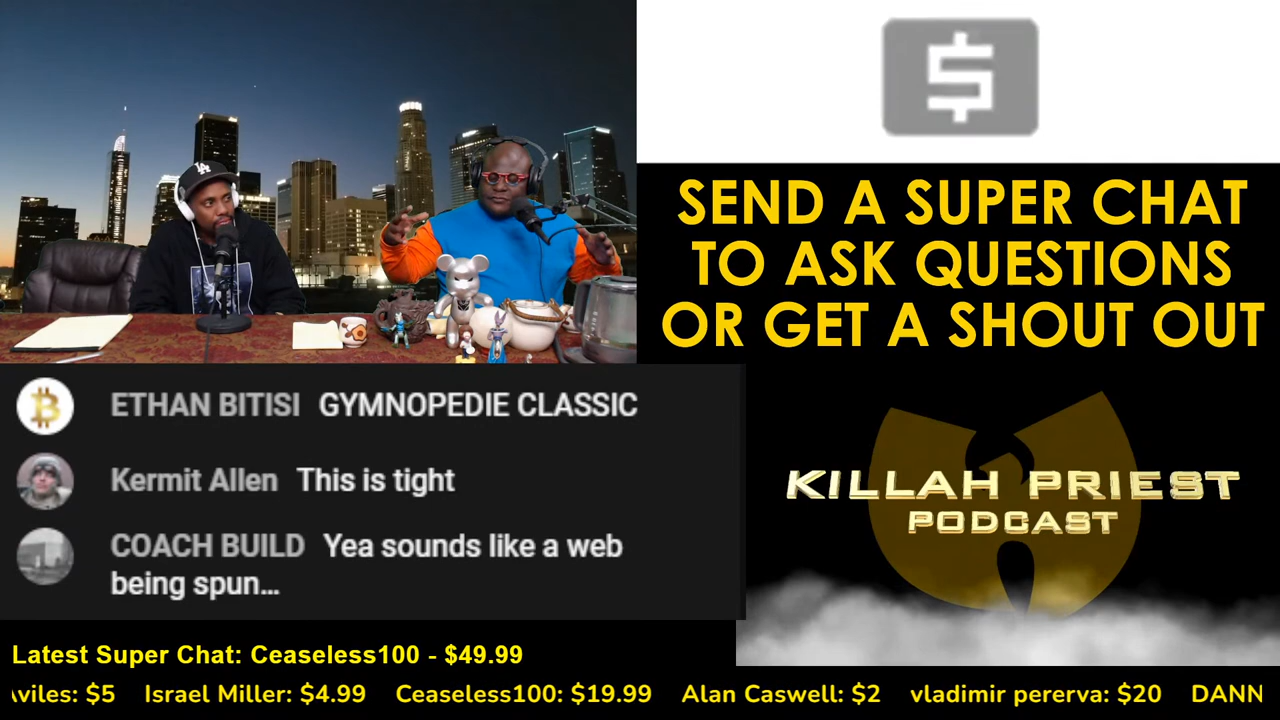 LA
SEND A SUPER CHAT
TO ASK QUESTIONS
OR GET A SHOUT OUT
ETHAN BITISI GYMNOPEDIE CLASSIC
Kermit Allen This is tight
COACH BUILD Yea sounds like a web
being spun...
KILLAH PRIEST
PODCAST
Latest Super Chat: Ceaseless100 - $49.99
viles: $5 Israel Miller: $4.99 Ceaseless100: $19.99 Alan Caswell: $2 vladimir pererva: $20 DANN